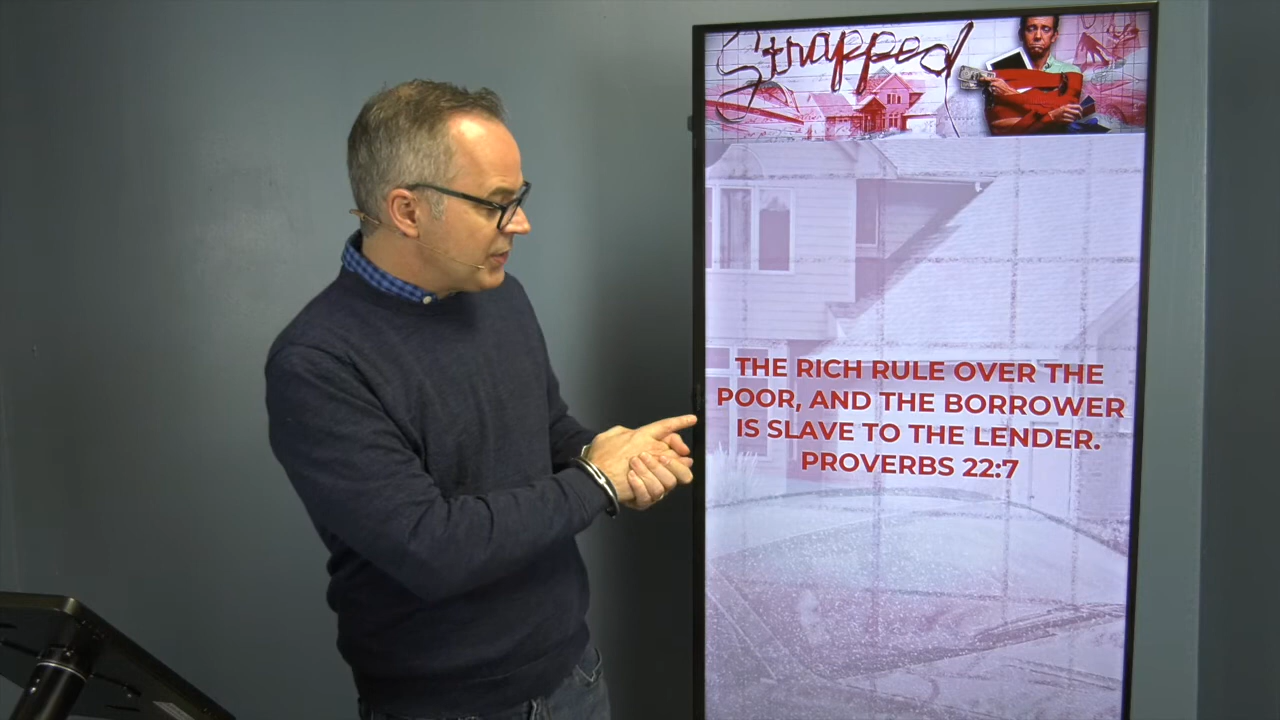 Strapped
THE RICH RULE OVER THE
POOR, AND THE BORROWER
IS SLAVE TO THE LENDER.
PROVERBS 22:7